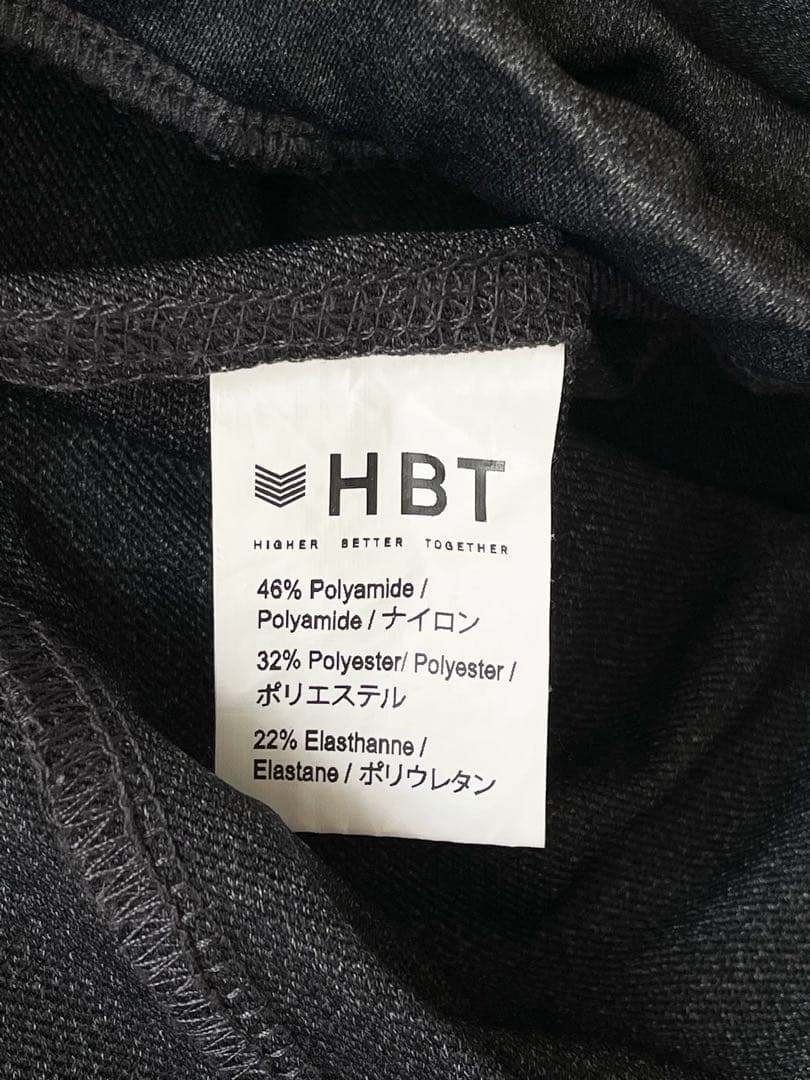 HBT
HIGHER BETTER TOGETHER
46% Polyamide /
Polyamide / ナイロン
32% Polyester/ Polyester /
ポリエステル
22% Elasthanne /
Elastane / ポリウレタン